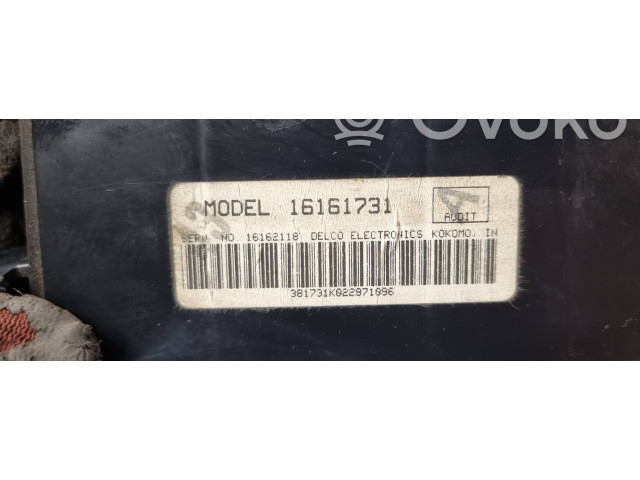 Ovoko
MODEL 16161731
A
AUDIT
SERV. NO. 16162118 DELCO ELECTRONICS KOKOMO, IN
381731K022971096